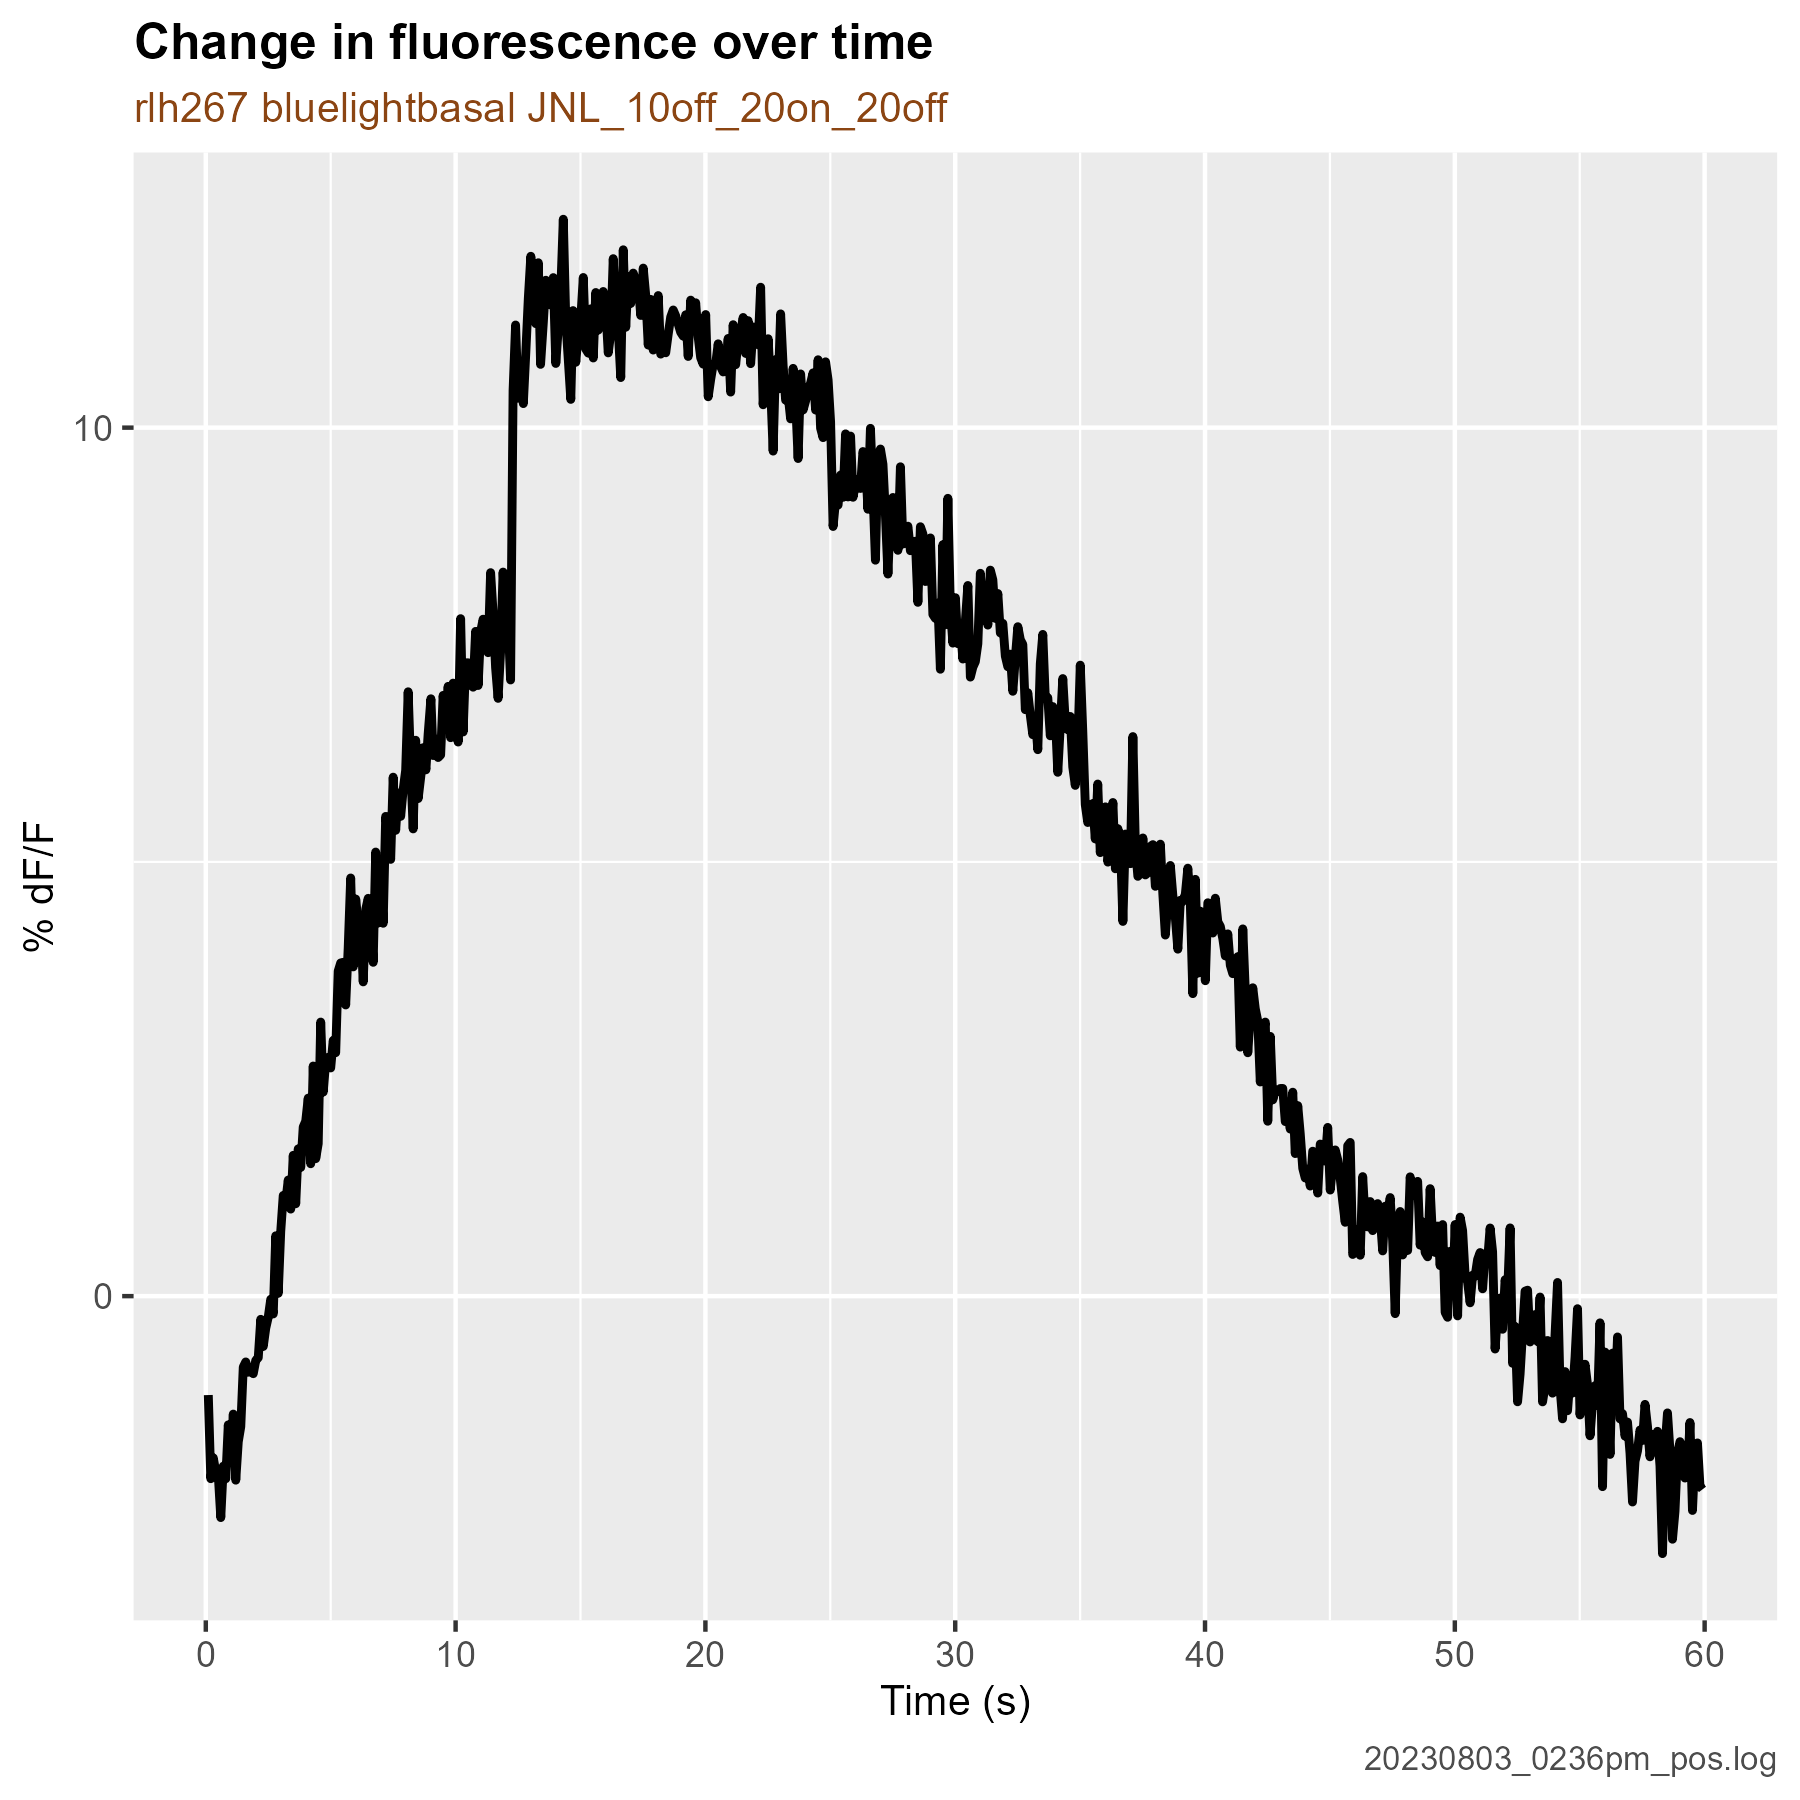 Change in fluorescence over time
rlh267 bluelightbasal JNL_10off_20on_20off
% dF/F
10
0
0 10 20 30 40 50 60
Time (s)
20230803_0236pm_pos.log